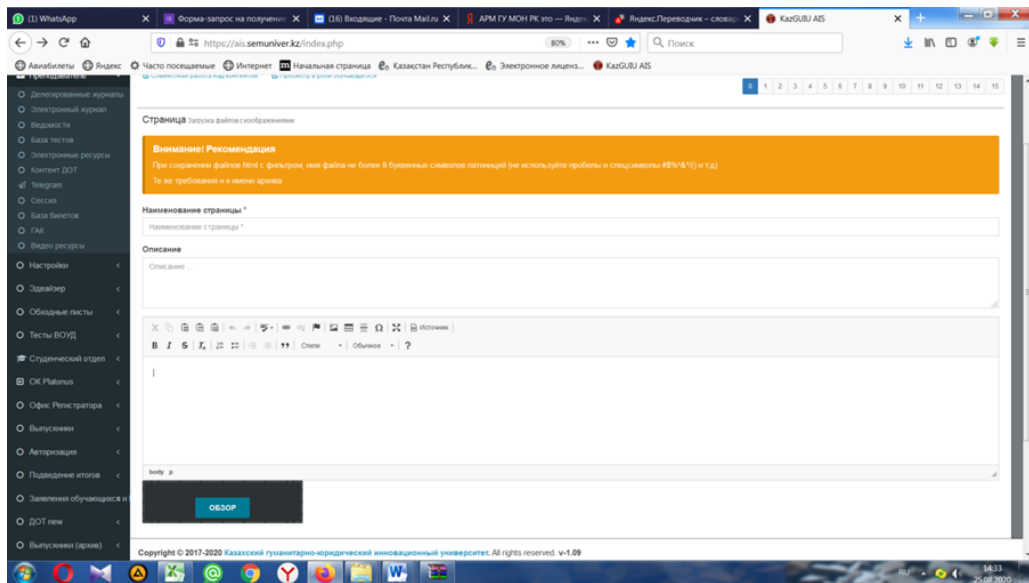 (1) WhatsApp
Форма-запрос на получение
(16) Входящие - Почта Mail.ru
АРМ ГУ МОН РК это — Яндекс
Яндекс.Переводчик – словарь
KazGUIU AIS
https://ais.semuniver.kz/index.php
80%
Поиск
Авиабилеты
Яндекс
Часто посещаемые
Интернет
Начальная страница
Казахстан Республик...
Электронное лиценз...
KazGUIU AIS
Преподаватель
Делегированные журналы
Электронный журнал
Ведомости
База тестов
Электронные ресурсы
Контент ДОТ
Telegram
Сессия
База билетов
ГАК
Видео ресурсы
Настройки
Эдвайзер
Обходные листы
Тесты ВОУД
Студенческий отдел
OK Platonus
Офис Регистратора
Выпускники
Авторизация
Подведение итогов
Заявления обучающихся и
ДОТ new
Выпускники (архив)
0 1 2 3 4 5 6 7 8 9 10 11 12 13 14 15
Страница Загрузка файлов с изображениями
Внимание! Рекомендация
При сохранении файлов html с фильтром, имя файла не более 8 буквенных символов латиницей (не используйте пробелы и спецсимволы #$%^&*/() и т.д)
Те же требования и к имени архива
Наименование страницы *
Наименование страницы *
Описание
Описание ...
Источник
Стили
Обычное
body p
ОБЗОР
Copyright © 2017-2020 Казахский гуманитарно-юридический инновационный университет. All rights reserved. v-1.09
RU
14:33
25.08.2020